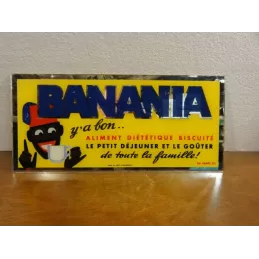 BANANIA
y'a bon..
ALIMENT DIÉTÉTIQUE BISCUITÉ
LE PETIT DÉJEUNER ET LE GOÛTER
de toute la famille!